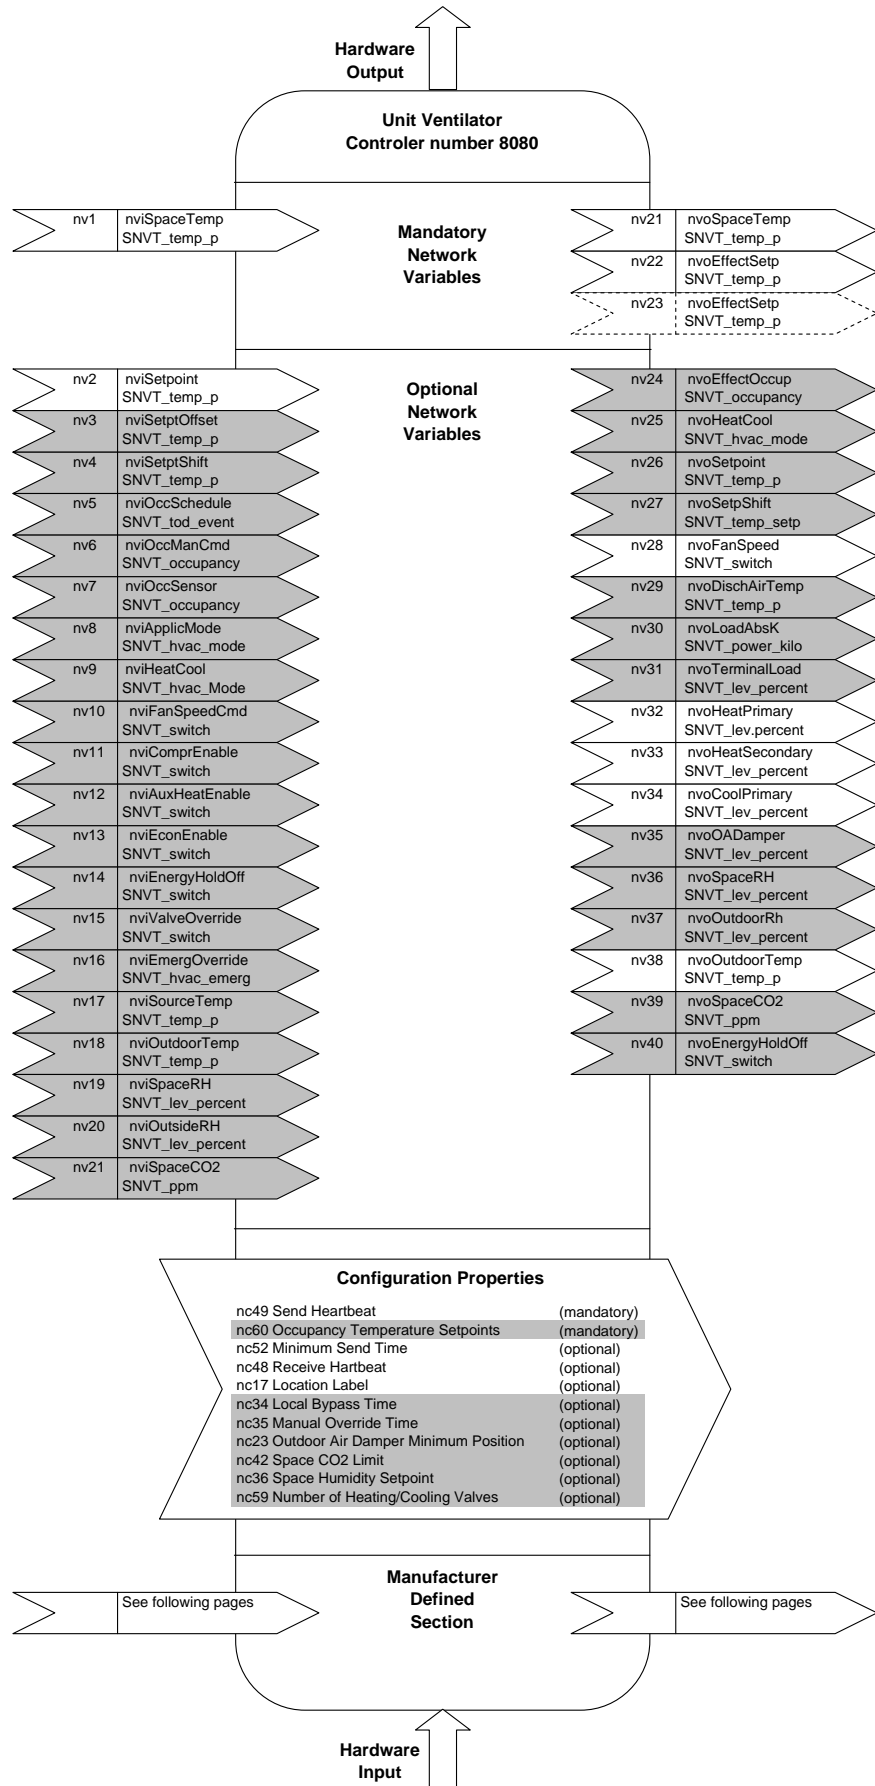 Hardware
Output
Unit Ventilator
Controler number 8080
nv1 nviSpaceTemp
SNVT_temp_p
Mandatory
Network
Variables
nv21 nvoSpaceTemp
SNVT_temp_p
nv22 nvoEffectSetp
SNVT_temp_p
nv23 nvoEffectSetp
SNVT_temp_p
nv2 nviSetpoint
SNVT_temp_p
nv3 nviSetptOffset
SNVT_temp_p
nv4 nviSetptShift
SNVT_temp_p
nv5 nviOccSchedule
SNVT_tod_event
nv6 nviOccManCmd
SNVT_occupancy
nv7 nviOccSensor
SNVT_occupancy
nv8 nviApplicMode
SNVT_hvac_mode
nv9 nviHeatCool
SNVT_hvac_Mode
nv10 nviFanSpeedCmd
SNVT_switch
nv11 nviComprEnable
SNVT_switch
nv12 nviAuxHeatEnable
SNVT_switch
nv13 nviEconEnable
SNVT_switch
nv14 nviEnergyHoldOff
SNVT_switch
nv15 nviValveOverride
SNVT_switch
nv16 nviEmergOverride
SNVT_hvac_emerg
nv17 nviSourceTemp
SNVT_temp_p
nv18 nviOutdoorTemp
SNVT_temp_p
nv19 nviSpaceRH
SNVT_lev_percent
nv20 nviOutsideRH
SNVT_lev_percent
nv21 nviSpaceCO2
SNVT_ppm
Optional
Network
Variables
nv24 nvoEffectOccup
SNVT_occupancy
nv25 nvoHeatCool
SNVT_hvac_mode
nv26 nvoSetpoint
SNVT_temp_p
nv27 nvoSetpShift
SNVT_temp_setp
nv28 nvoFanSpeed
SNVT_switch
nv29 nvoDischAirTemp
SNVT_temp_p
nv30 nvoLoadAbsK
SNVT_power_kilo
nv31 nvoTerminalLoad
SNVT_lev_percent
nv32 nvoHeatPrimary
SNVT_lev.percent
nv33 nvoHeatSecondary
SNVT_lev_percent
nv34 nvoCoolPrimary
SNVT_lev_percent
nv35 nvoOADamper
SNVT_lev_percent
nv36 nvoSpaceRH
SNVT_lev_percent
nv37 nvoOutdoorRh
SNVT_lev_percent
nv38 nvoOutdoorTemp
SNVT_temp_p
nv39 nvoSpaceCO2
SNVT_ppm
nv40 nvoEnergyHoldOff
SNVT_switch
Configuration Properties
nc49 Send Heartbeat (mandatory)
nc60 Occupancy Temperature Setpoints (mandatory)
nc52 Minimum Send Time (optional)
nc48 Receive Hartbeat (optional)
nc17 Location Label (optional)
nc34 Local Bypass Time (optional)
nc35 Manual Override Time (optional)
nc23 Outdoor Air Damper Minimum Position (optional)
nc42 Space CO2 Limit (optional)
nc36 Space Humidity Setpoint (optional)
nc59 Number of Heating/Cooling Valves (optional)
Manufacturer
Defined
Section
See following pages
See following pages
Hardware
Input